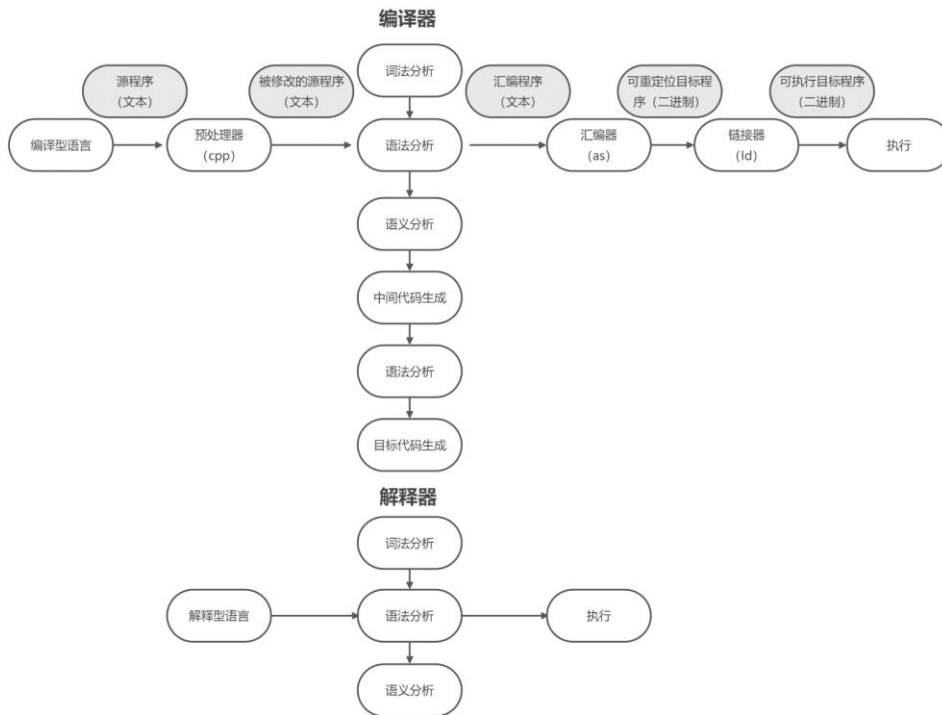 编译器
词法分析
源程序
（文本）
被修改的源程序
（文本）
汇编程序
（文本）
可重定位目标程
序（二进制）
可执行目标程序
（二进制）
编译型语言
预处理器
（cpp）
语法分析
汇编器
（as）
链接器
（ld）
执行
语义分析
中间代码生成
语法分析
目标代码生成
解释器
词法分析
解释型语言
语法分析
执行
语义分析